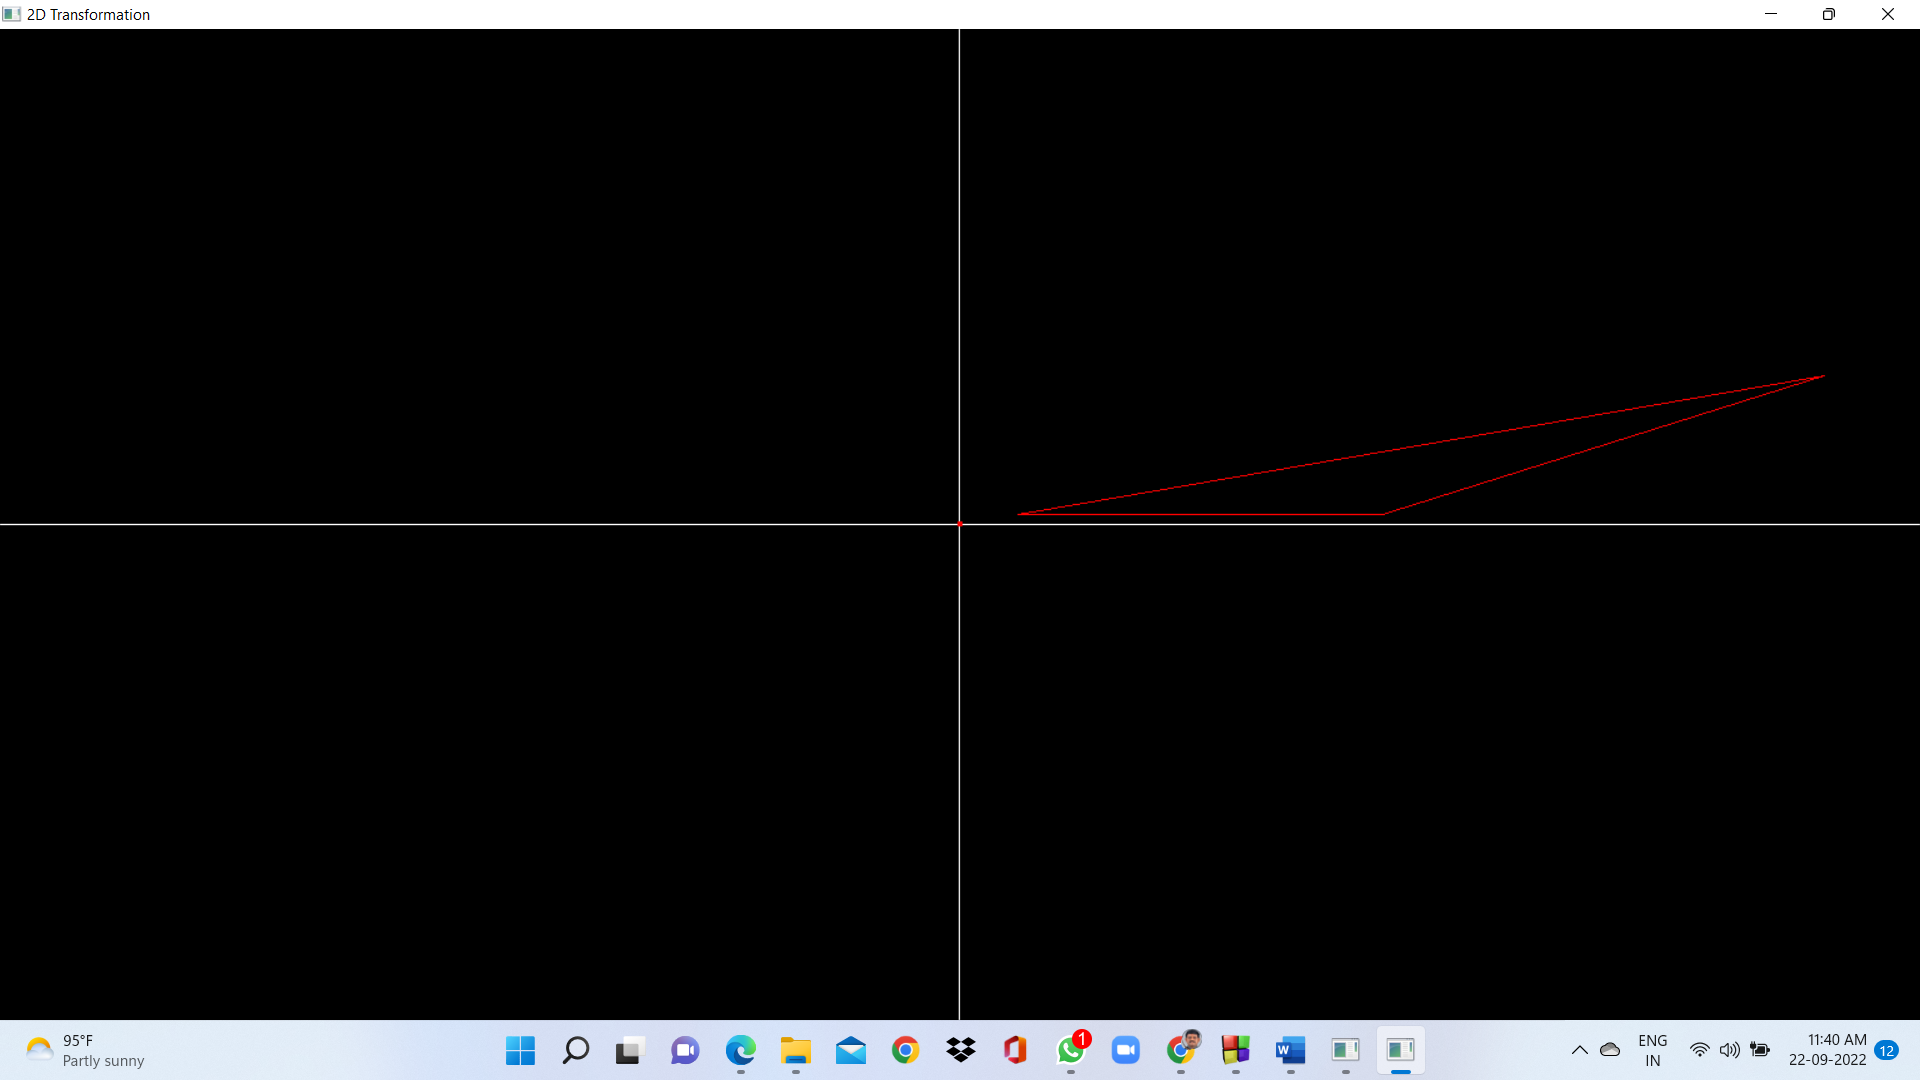 2D Transformation
95°F
Partly sunny
1
W
ENG
IN
11:40 AM
22-09-2022
12